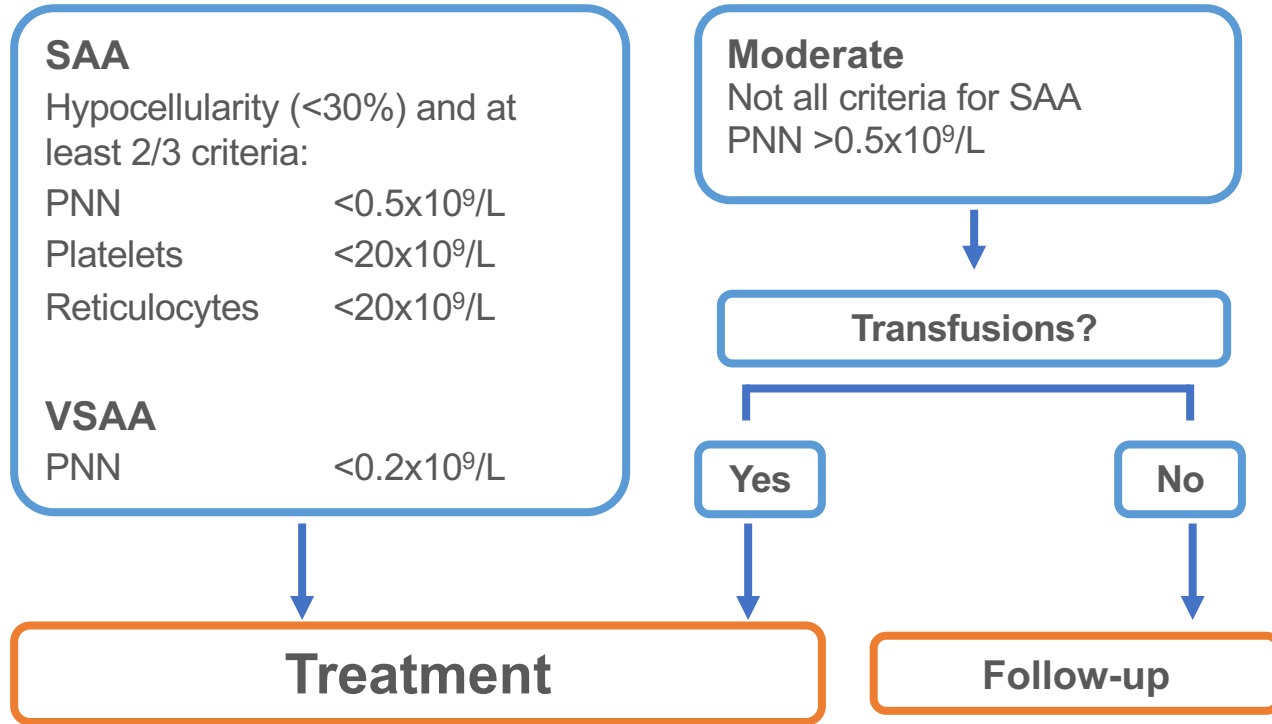 SAA
Hypocellularity (<30%) and at
least 2/3 criteria:
PNN <0.5x10⁹/L
Platelets <20x10⁹/L
Reticulocytes <20x10⁹/L
VSAA
PNN <0.2x10⁹/L
Moderate
Not all criteria for SAA
PNN >0.5x10⁹/L
Transfusions?
Yes
No
Treatment
Follow-up